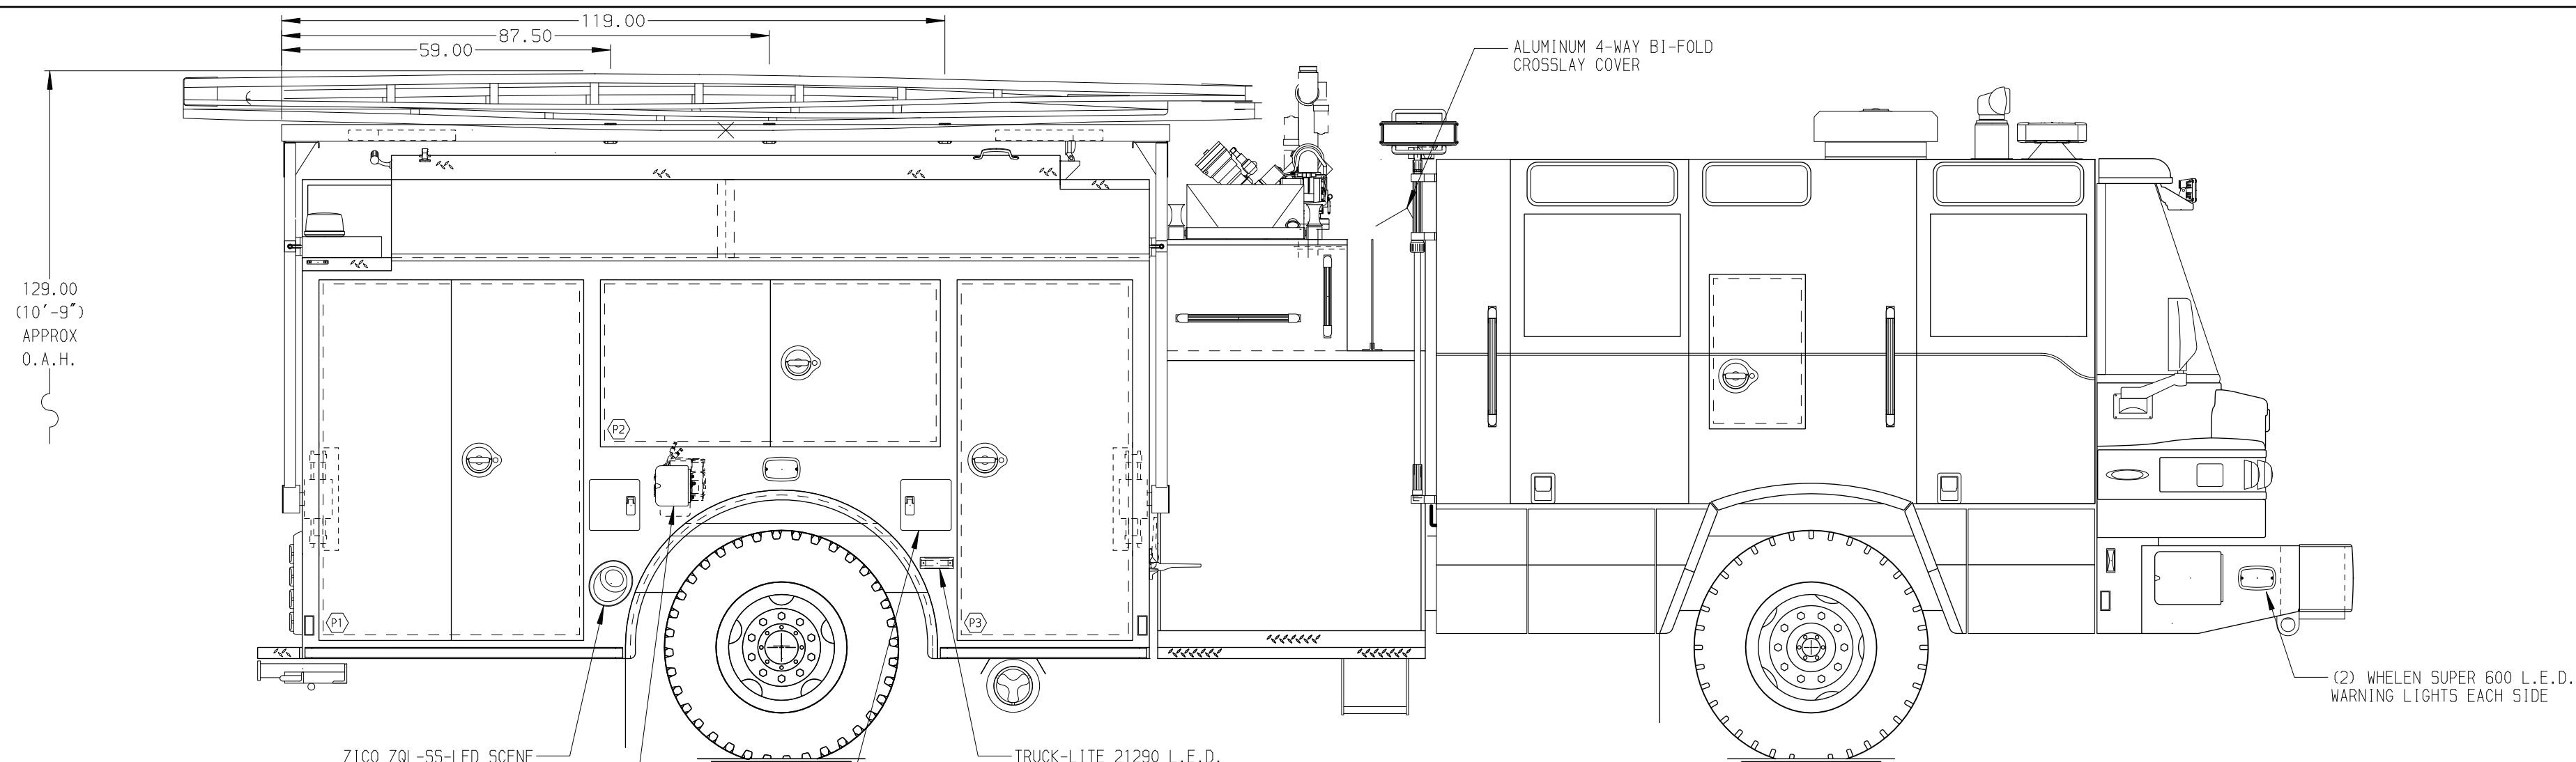 119.00
87.50
59.00
ALUMINUM 4-WAY BI-FOLD
CROSSLAY COVER
129.00
(10'-9")
APPROX
O.A.H.
P2
P1
P3
(2) WHELEN SUPER 600 L.E.D.
WARNING LIGHTS EACH SIDE
ZICO ZQL-SS-LED SCENE
TRUCK-LITE 21290 L.E.D.